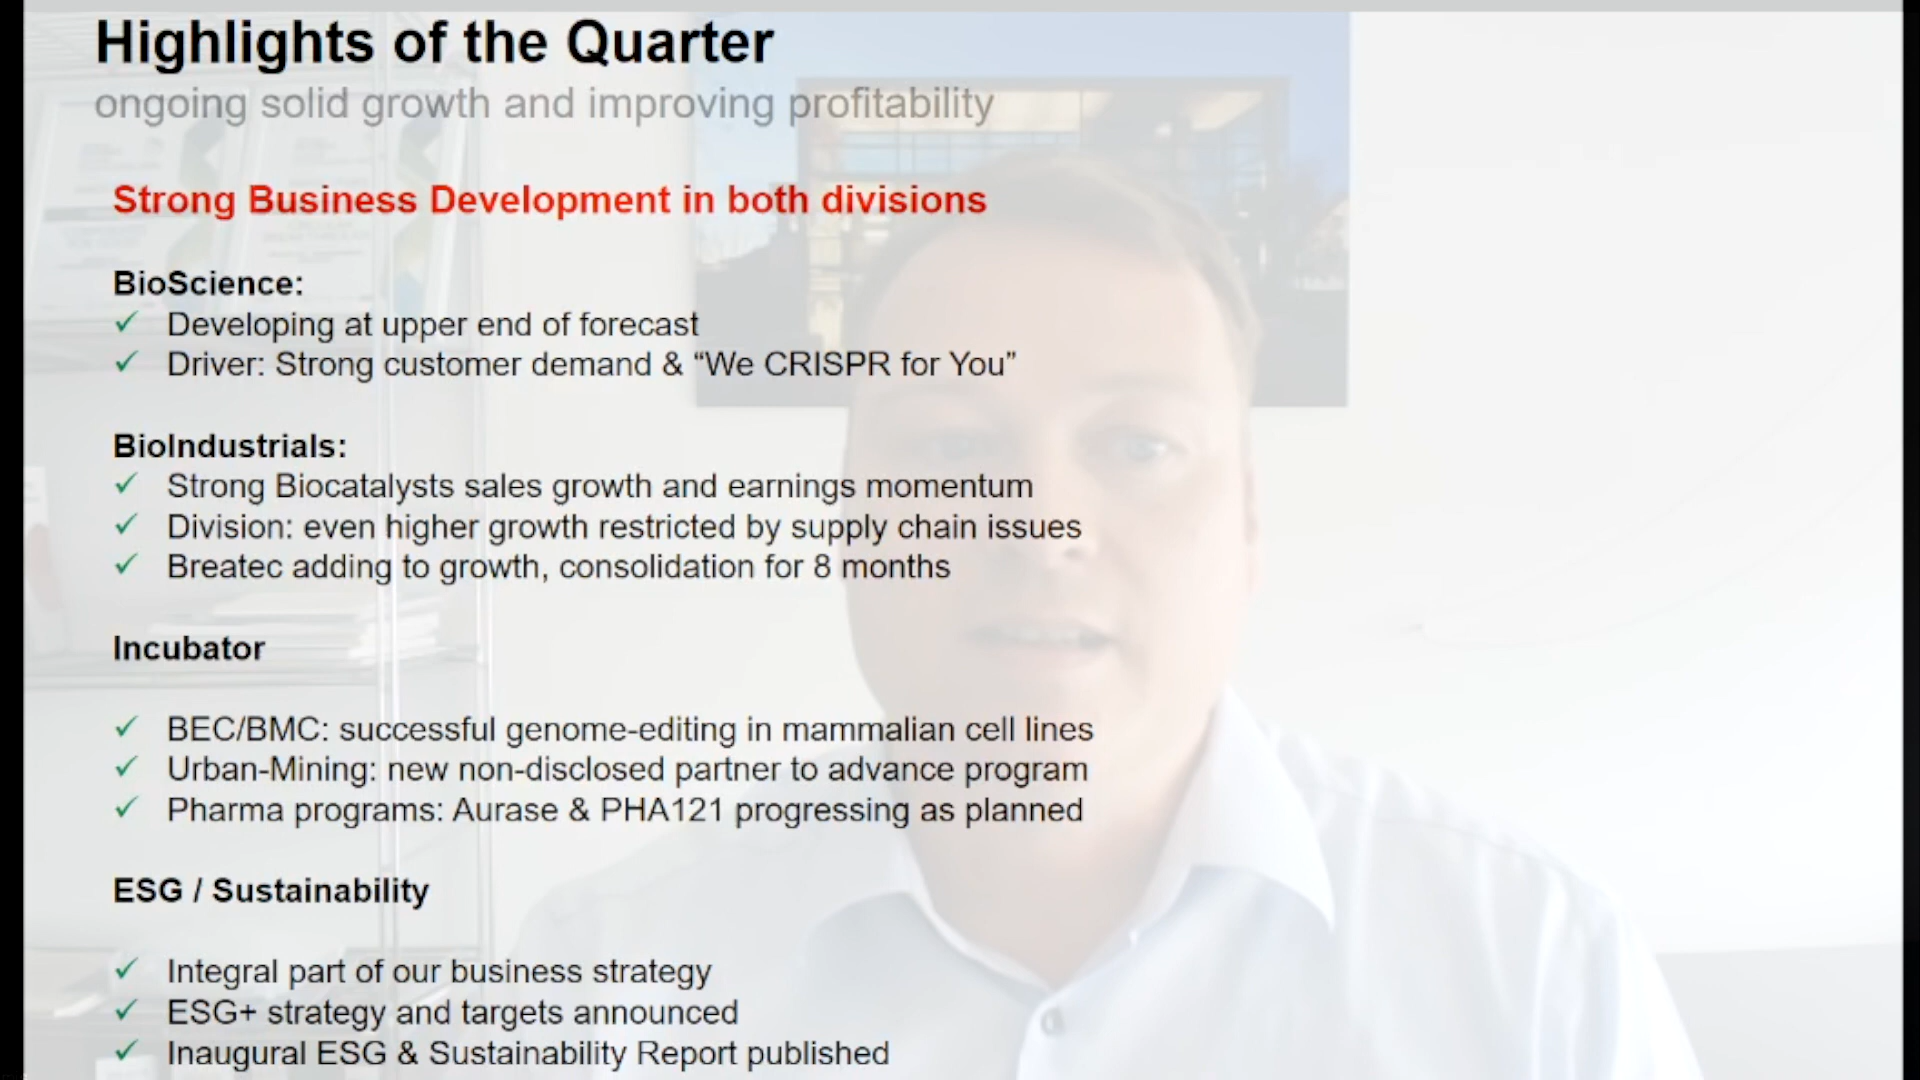 Highlights of the Quarter
ongoing solid growth and improving profitability
Strong Business Development in both divisions
BioScience:
✓ Developing at upper end of forecast
✓ Driver: Strong customer demand & “We CRISPR for You”
BioIndustrials:
✓ Strong Biocatalysts sales growth and earnings momentum
✓ Division: even higher growth restricted by supply chain issues
✓ Breatec adding to growth, consolidation for 8 months
Incubator
✓ BEC/BMC: successful genome-editing in mammalian cell lines
✓ Urban-Mining: new non-disclosed partner to advance program
✓ Pharma programs: Aurase & PHA121 progressing as planned
ESG / Sustainability
✓ Integral part of our business strategy
✓ ESG+ strategy and targets announced
✓ Inaugural ESG & Sustainability Report published